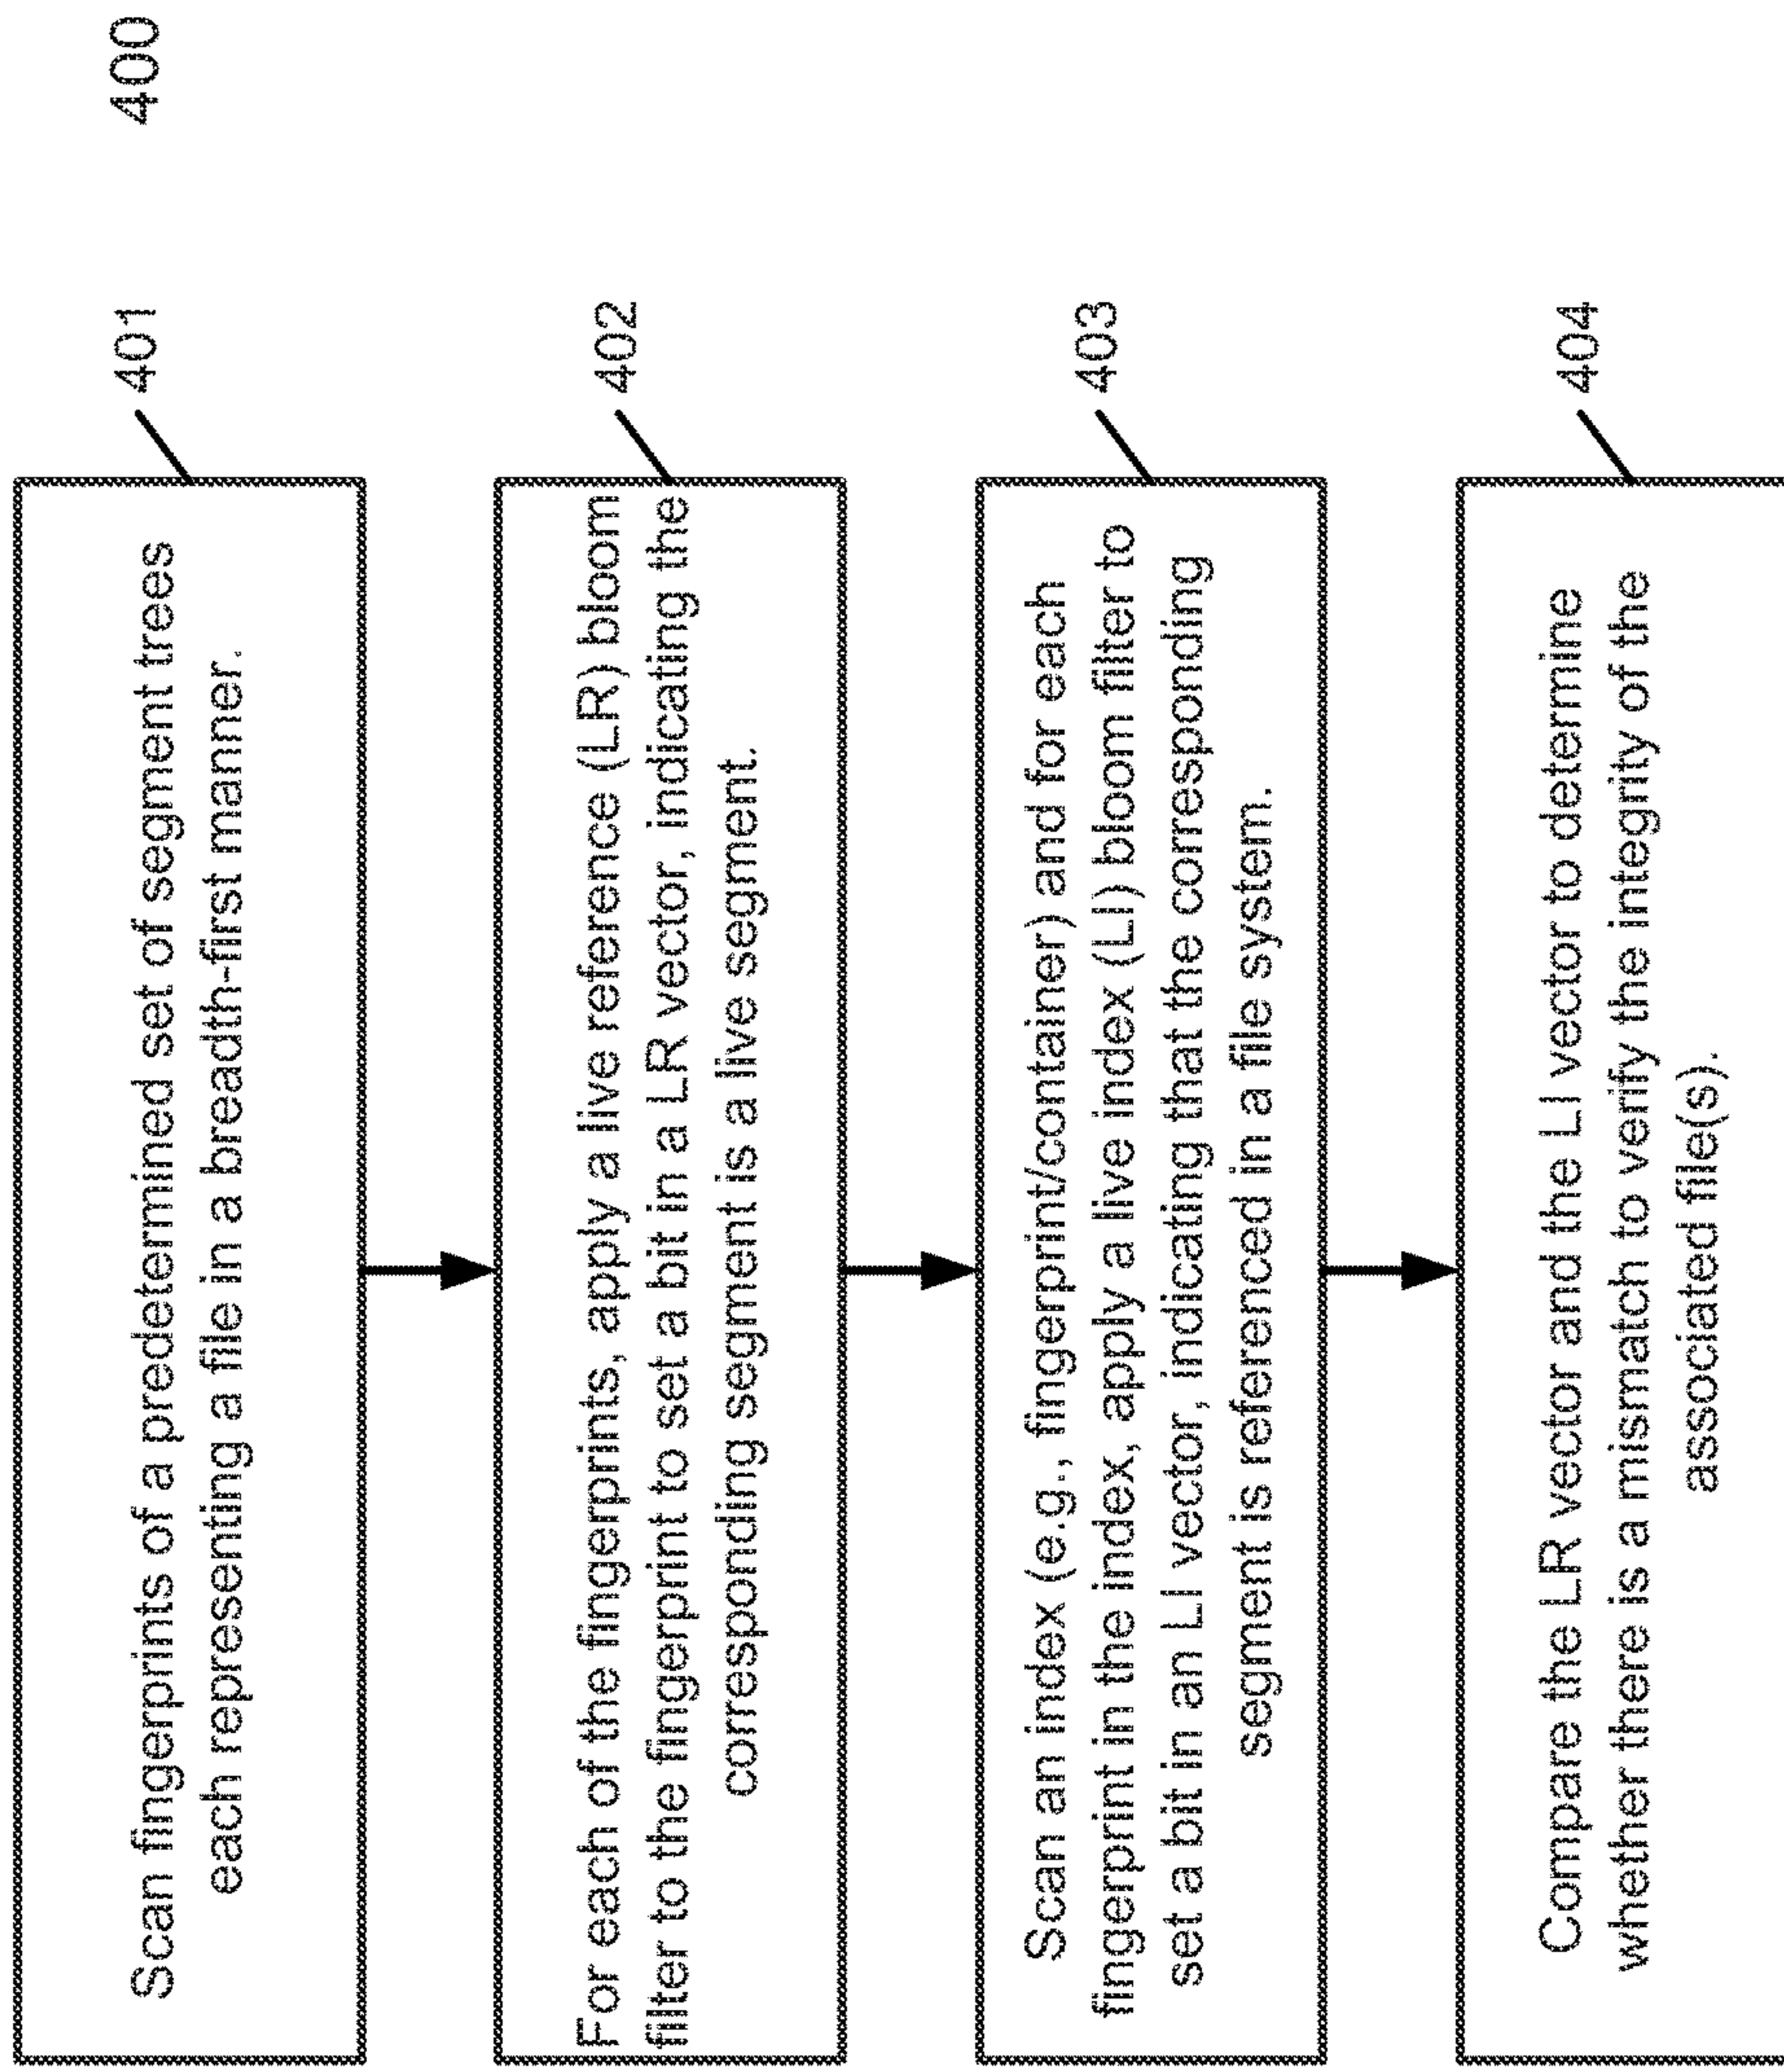 400
401
Scan fingerprints of a predetermined set of segment trees
each representing a file in a breadth-first manner.
402
For each of the fingerprints, apply a live reference (LR) bloom
filter to the fingerprint to set a bit in a LR vector, indicating the
corresponding segment is a live segment.
403
Scan an index (e.g., fingerprint/container) and for each
fingerprint in the index, apply a live index (LI) bloom filter to
set a bit in an LI vector, indicating that the corresponding
segment is referenced in a file system.
404
Compare the LR vector and the LI vector to determine
whether there is a mismatch to verify the integrity of the
associated file(s).